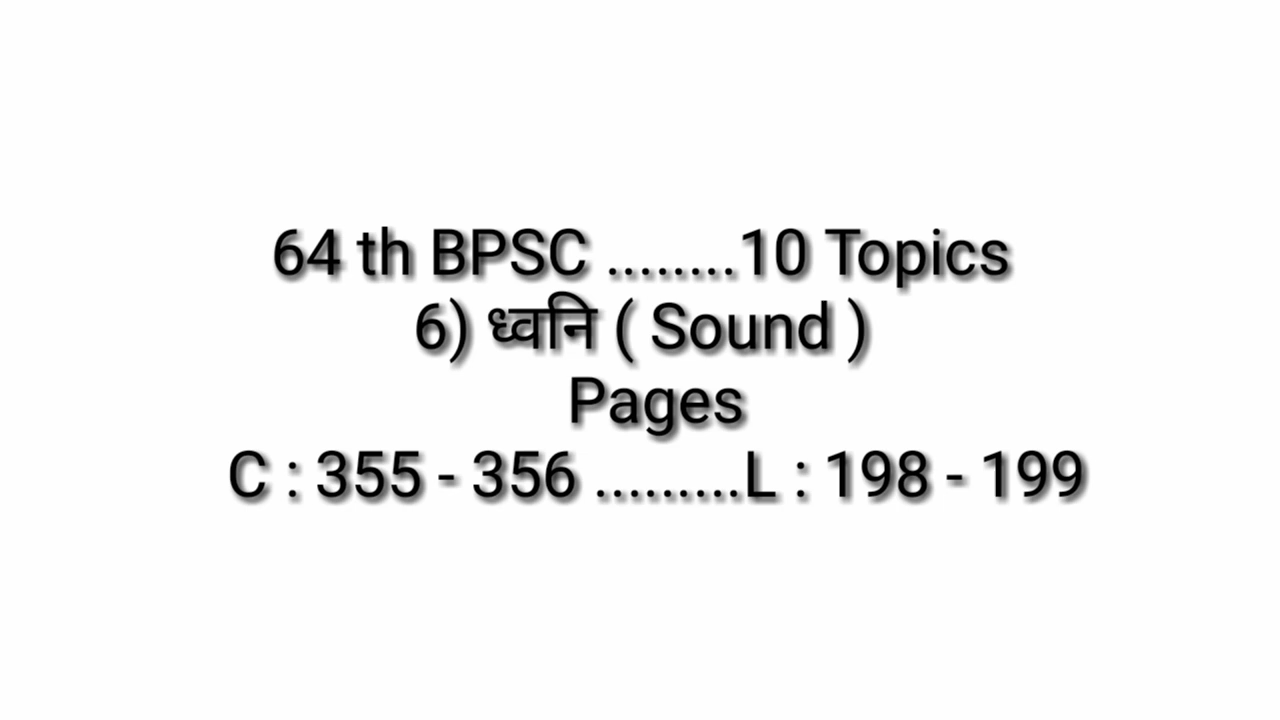 64 th BPSC ........10 Topics
6) ध्वनि ( Sound )
Pages
C : 355 - 356 .........L : 198 - 199